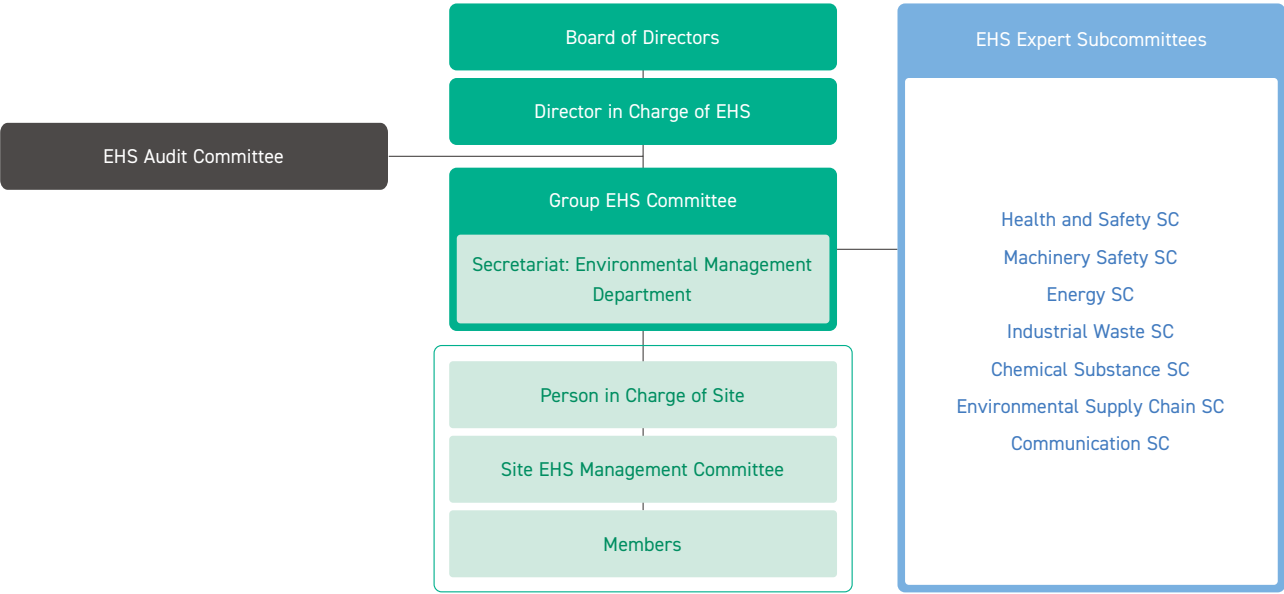 Board of Directors
Director in Charge of EHS
EHS Audit Committee
Group EHS Committee
Secretariat: Environmental Management
Department
Person in Charge of Site
Site EHS Management Committee
Members
EHS Expert Subcommittees
Health and Safety SC
Machinery Safety SC
Energy SC
Industrial Waste SC
Chemical Substance SC
Environmental Supply Chain SC
Communication SC